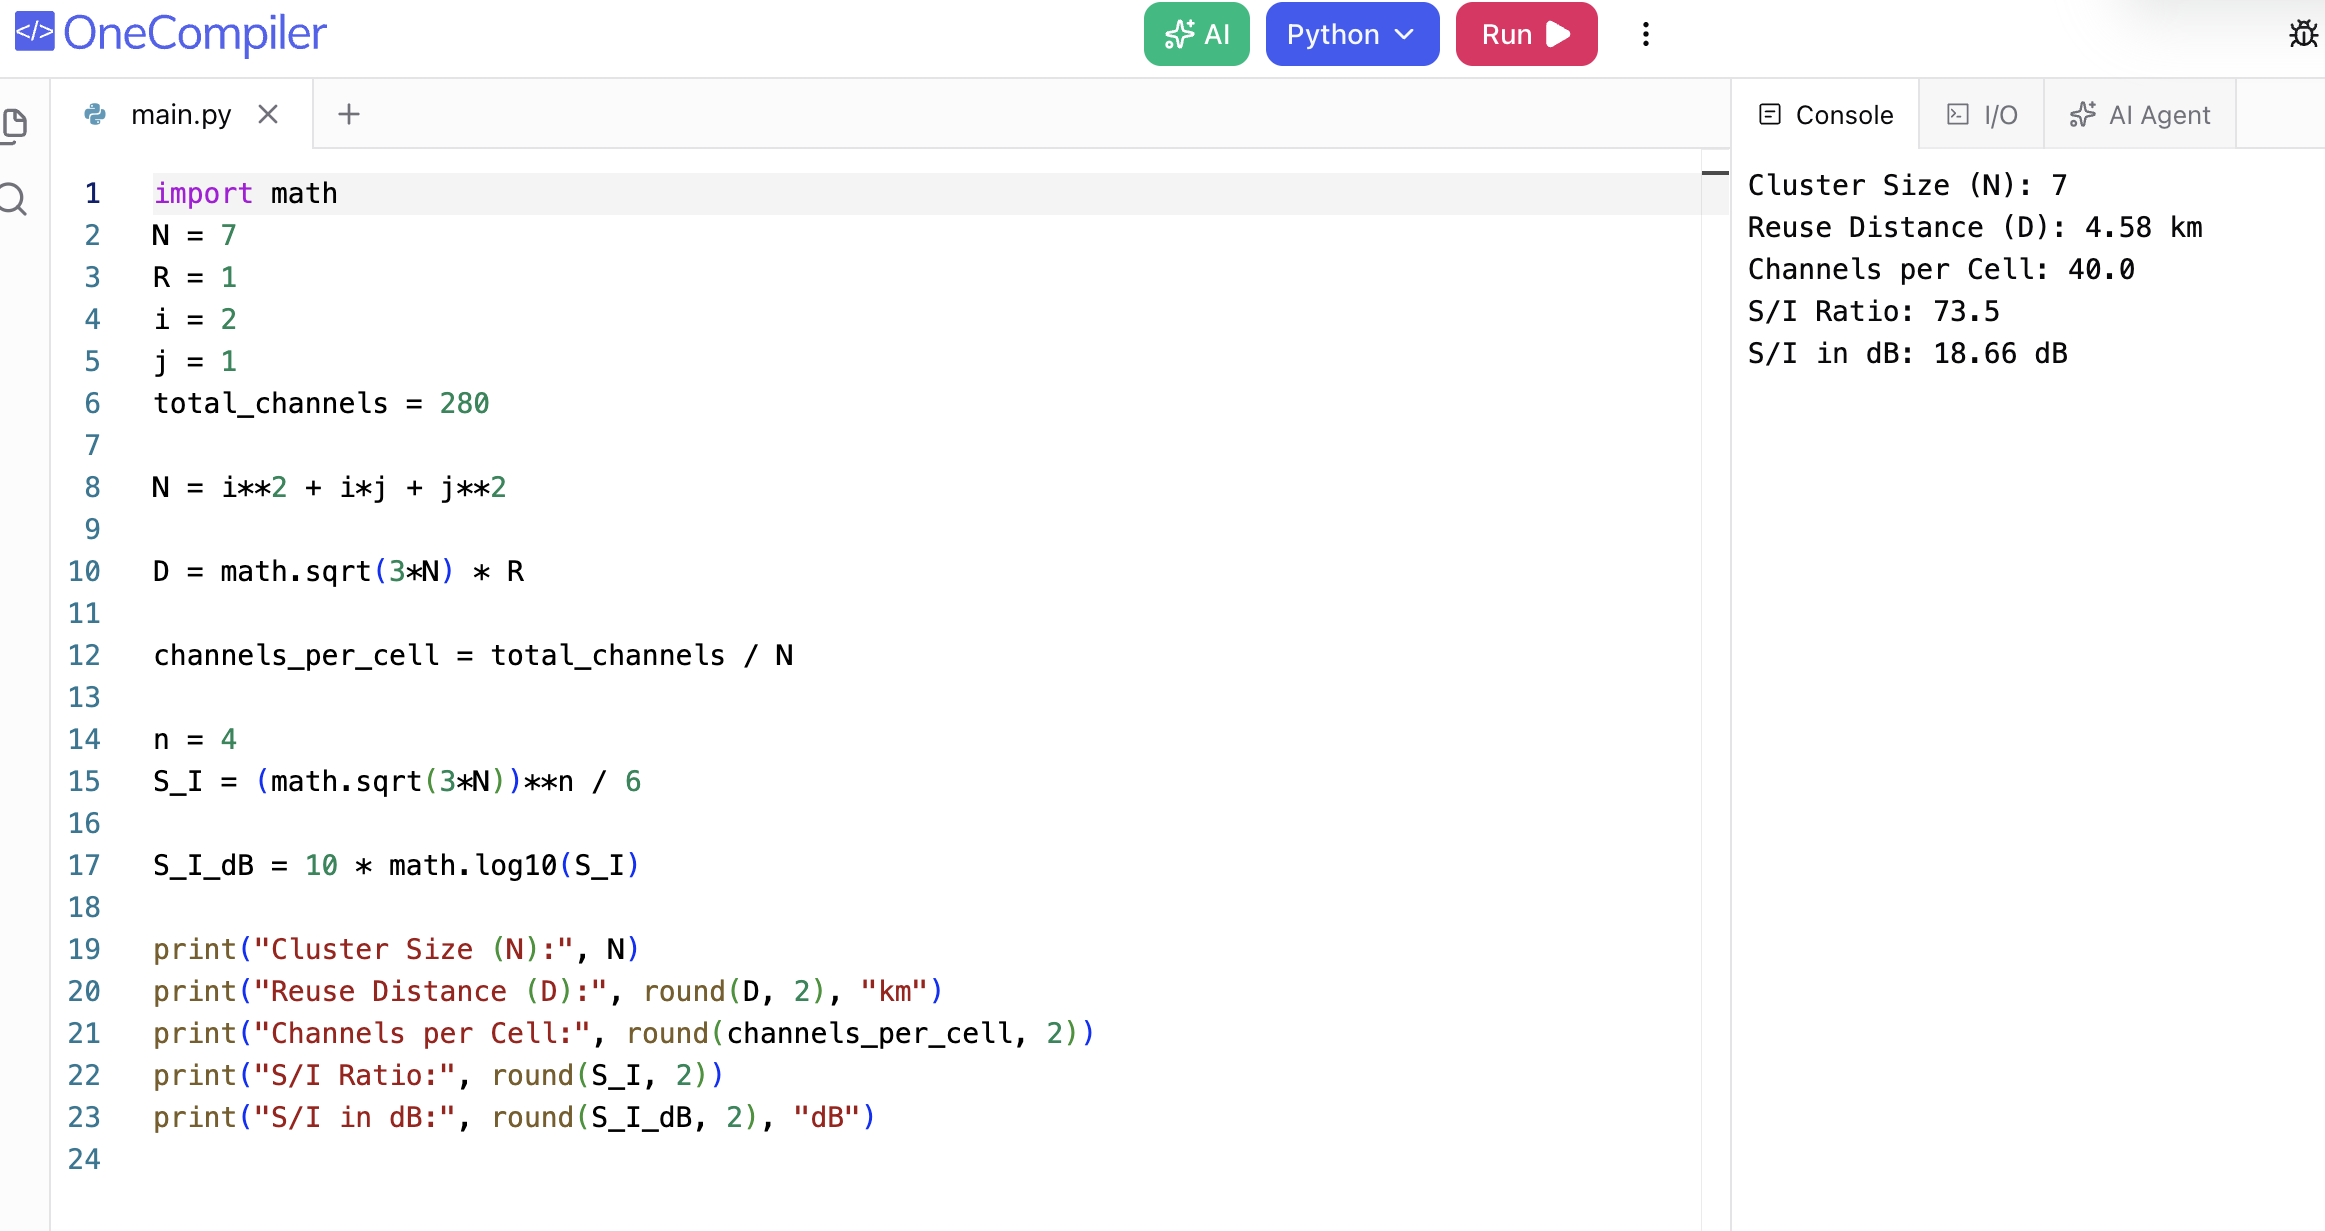 </> OneCompiler
AI
Python
Run
main.py
Console
I/O
AI Agent
1 import math
2 N = 7
3 R = 1
4 i = 2
5 j = 1
6 total_channels = 280
7
8 N = i**2 + i*j + j**2
9
10 D = math.sqrt(3*N) * R
11
12 channels_per_cell = total_channels / N
13
14 n = 4
15 S_I = (math.sqrt(3*N))**n / 6
16
17 S_I_dB = 10 * math.log10(S_I)
18
19 print("Cluster Size (N):", N)
20 print("Reuse Distance (D):", round(D, 2), "km")
21 print("Channels per Cell:", round(channels_per_cell, 2))
22 print("S/I Ratio:", round(S_I, 2))
23 print("S/I in dB:", round(S_I_dB, 2), "dB")
24
Cluster Size (N): 7
Reuse Distance (D): 4.58 km
Channels per Cell: 40.0
S/I Ratio: 73.5
S/I in dB: 18.66 dB